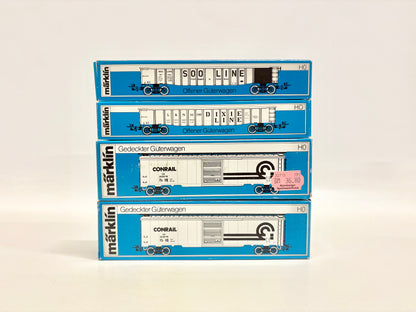 märklin
SOO LINE
H0
Offener Güterwagen
märklin
DIXIE
LINE
H0
Offener Güterwagen
märklin
Gedeckter Güterwagen
H0
CONRAIL
märklin
Gedeckter Güterwagen
H0
CONRAIL